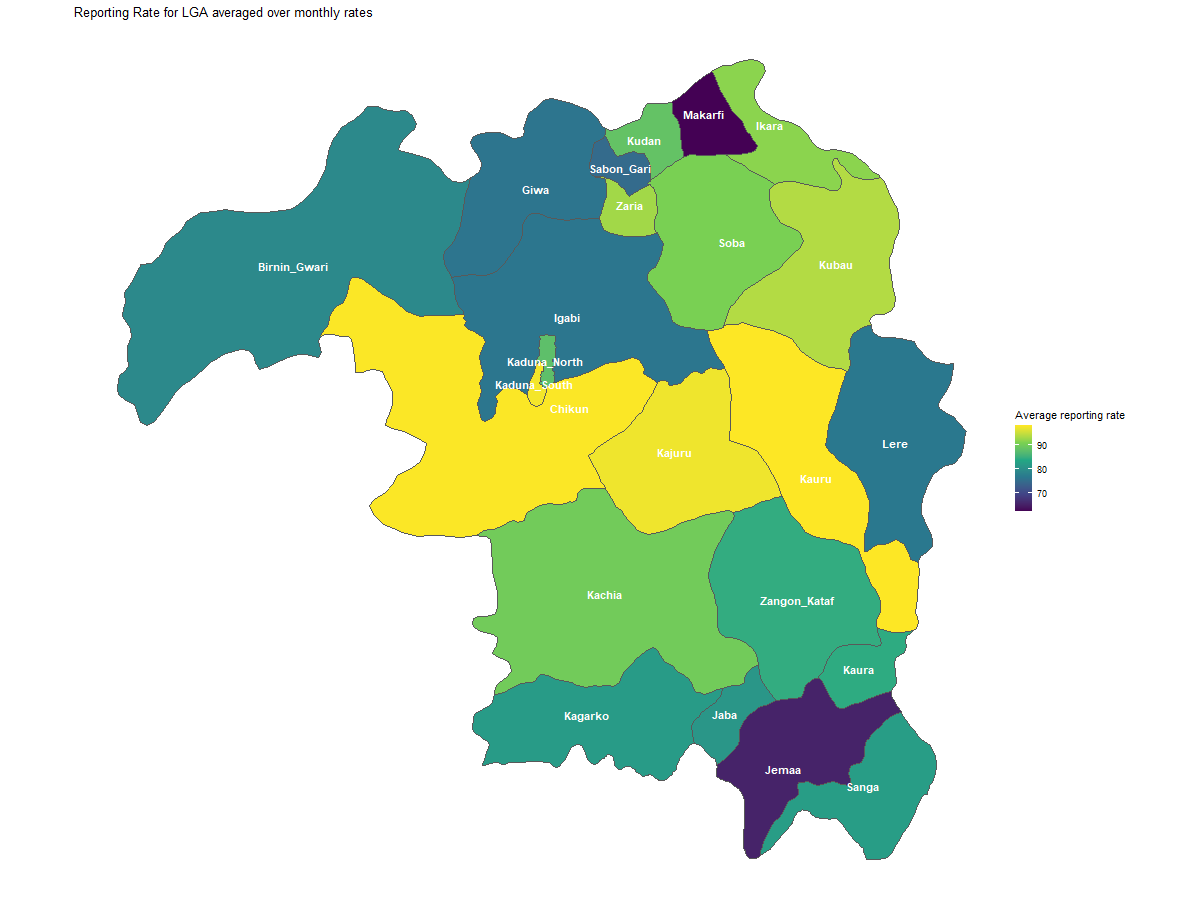 Reporting Rate for LGA averaged over monthly rates
Makarfi
Ikara
Kudan
Sabon_Gari
Giwa
Zaria
Soba
Birnin_Gwari
Kubau
Igabi
Kaduna_North
Kaduna_South
Chikun
Average reporting rate
90
80
70
Lere
Kajuru
Kauru
Kachia
Zangon_Kataf
Kaura
Kagarko
Jaba
Jemaa
Sanga